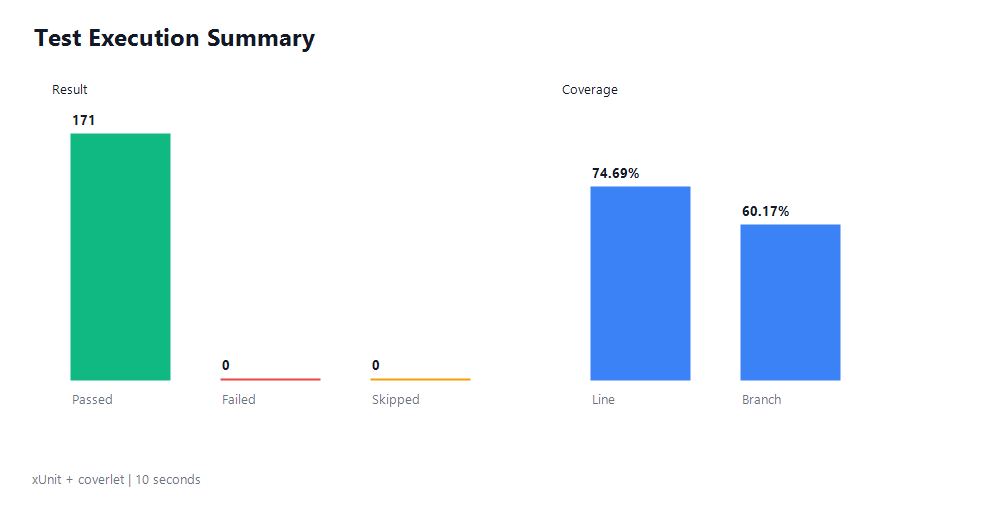 Test Execution Summary
Result
171
0
0
Passed
Failed
Skipped
Coverage
74.69%
60.17%
Line
Branch
xUnit + coverlet | 10 seconds